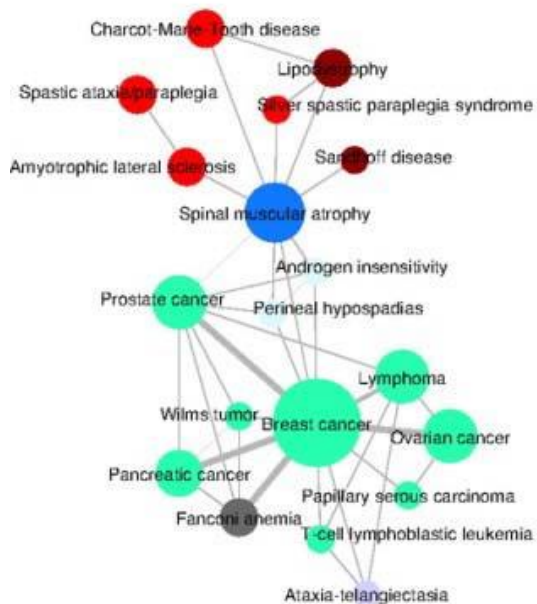 Charcot-Marie-Tooth disease
Lipodystrophy
Spastic ataxia/paraplegia
Silver spastic paraplegia syndrome
Amyotrophic lateral sclerosis
Sandhoff disease
Spinal muscular atrophy
Androgen insensitivity
Prostate cancer
Perineal hypospadias
Lymphoma
Wilms tumor
Breast cancer
Ovarian cancer
Pancreatic cancer
Papillary serous carcinoma
Fanconi anemia
T-cell lymphoblastic leukemia
Ataxia-telangiectasia